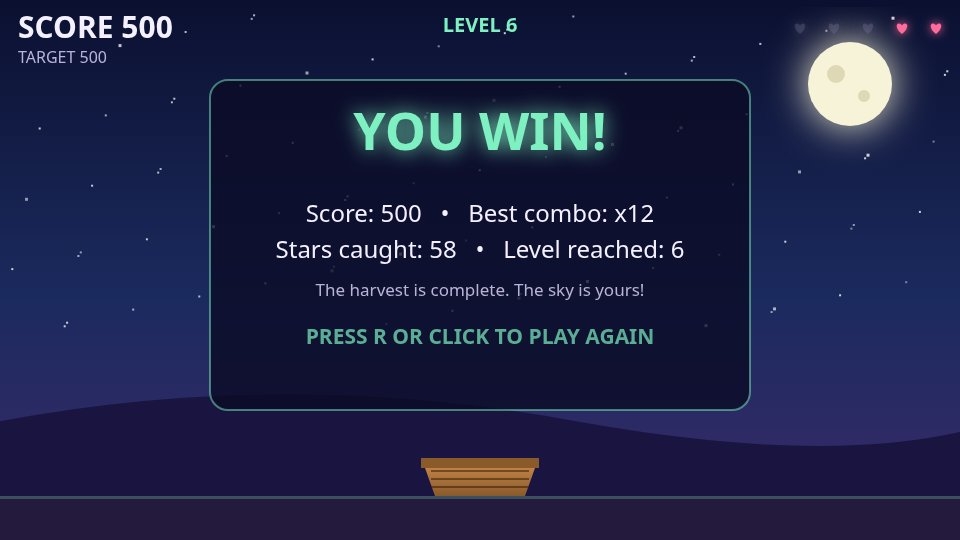 SCORE 500
TARGET 500
LEVEL 6
YOU WIN!
Score: 500 • Best combo: x12
Stars caught: 58 • Level reached: 6
The harvest is complete. The sky is yours!
PRESS R OR CLICK TO PLAY AGAIN